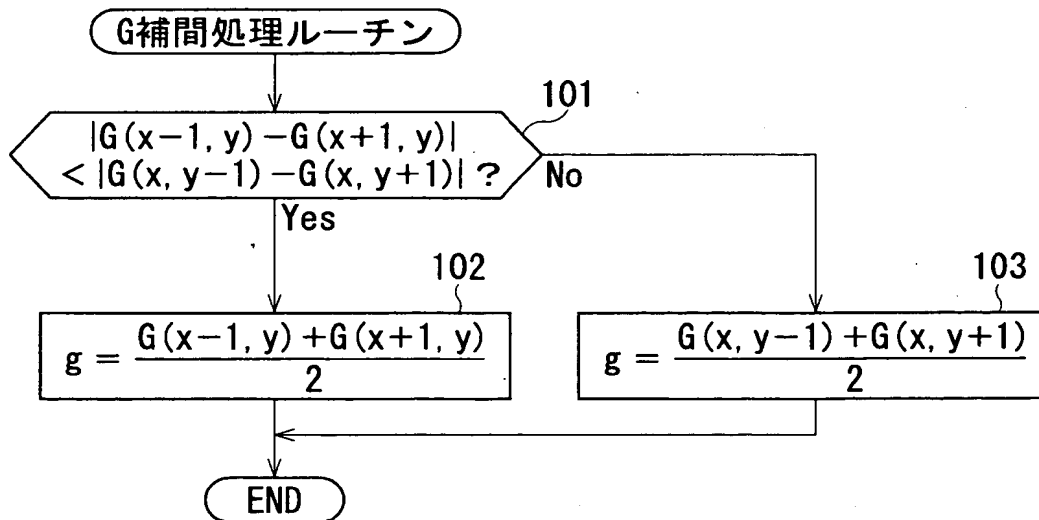 G補間処理ルーチン
101
|G(x−1, y)−G(x+1, y)|
<|G(x, y−1)−G(x, y+1)| ?
No
Yes
102
g = G(x−1, y)+G(x+1, y)
2
103
g = G(x, y−1)+G(x, y+1)
2
END